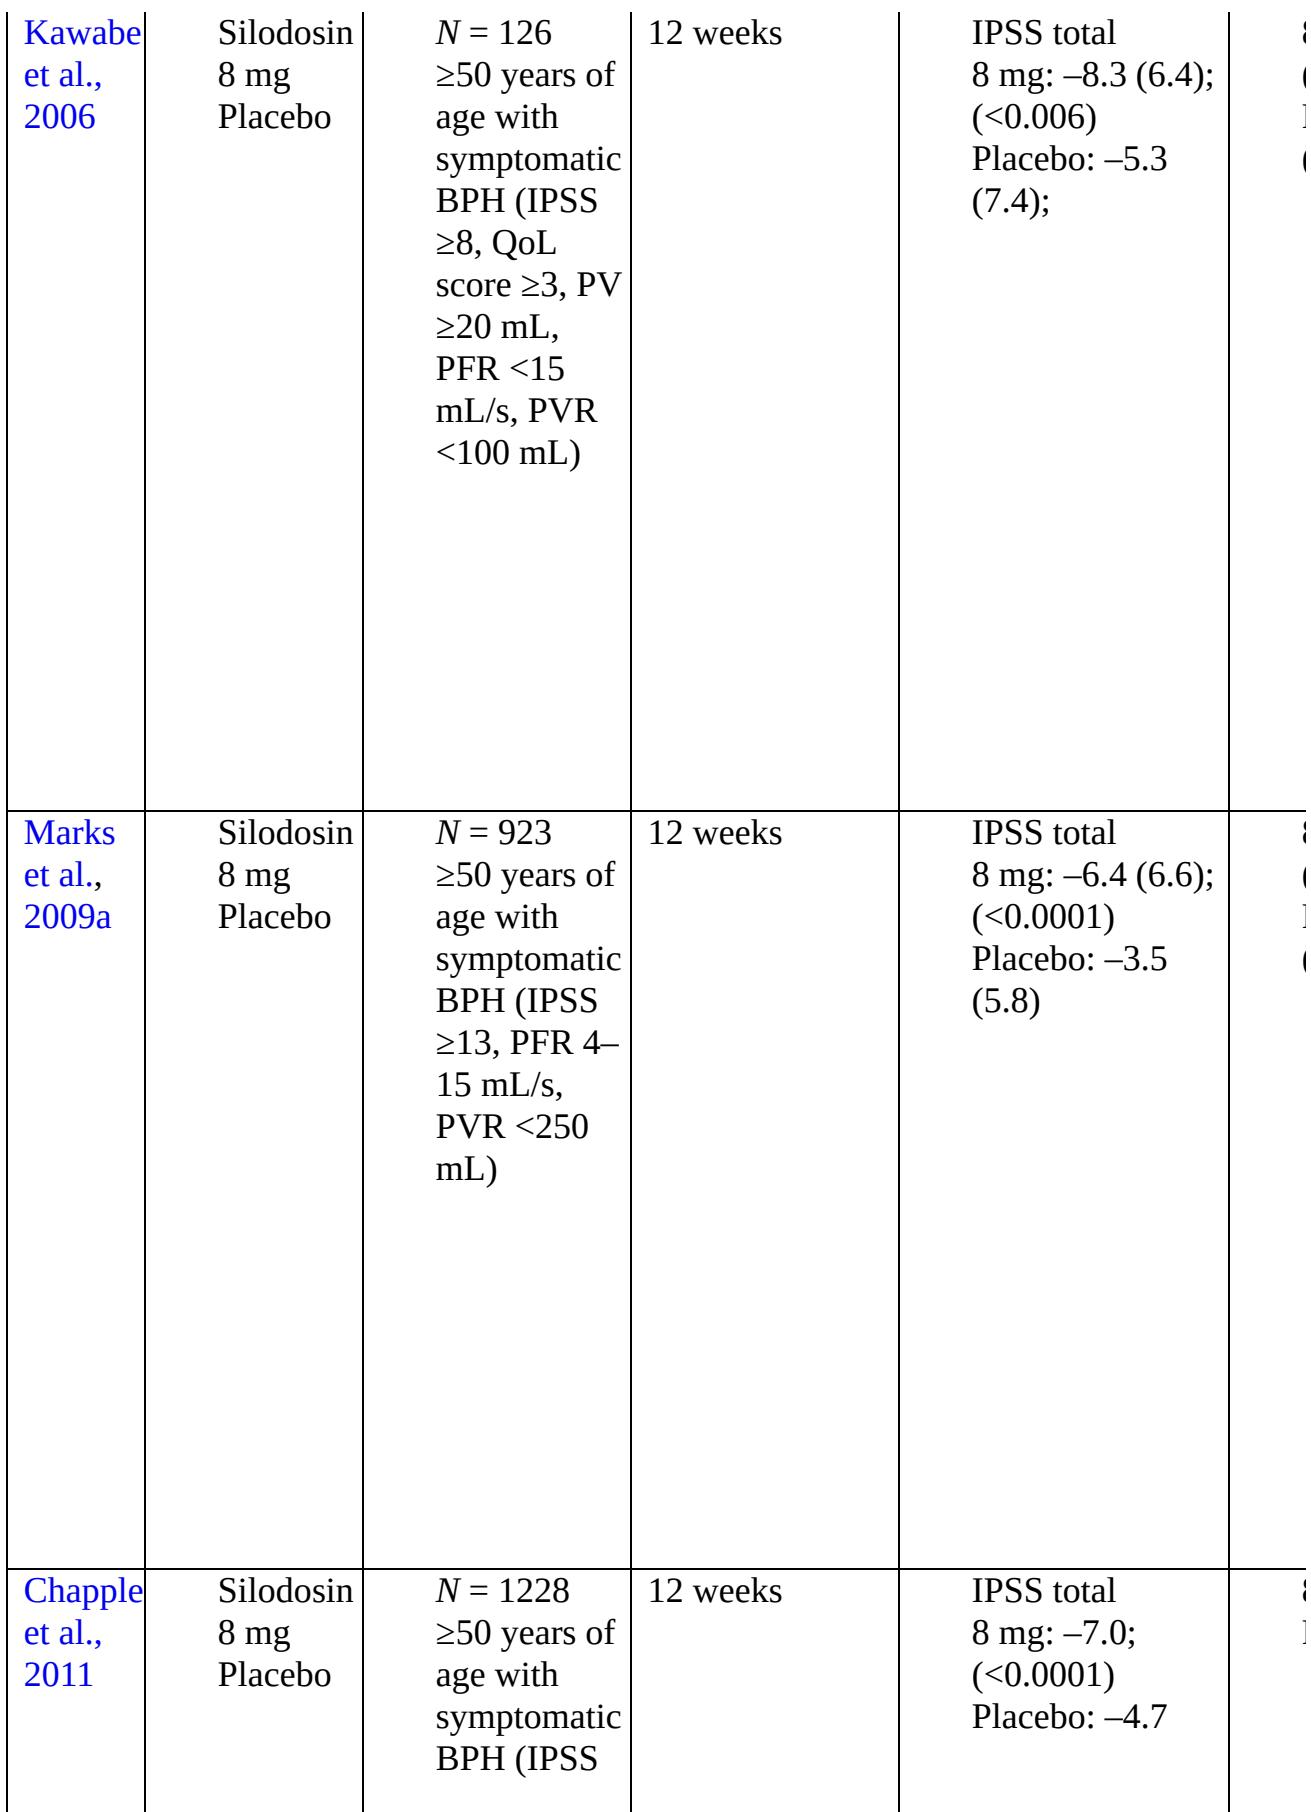 Kawabe
et al.,
2006
Silodosin
8 mg
Placebo
N = 126
≥50 years of
age with
symptomatic
BPH (IPSS
≥8, QoL
score ≥3, PV
≥20 mL,
PFR <15
mL/s, PVR
<100 mL)
12 weeks
IPSS total
8 mg: –8.3 (6.4);
(<0.006)
Placebo: –5.3
(7.4);
Marks
et al.,
2009a
Silodosin
8 mg
Placebo
N = 923
≥50 years of
age with
symptomatic
BPH (IPSS
≥13, PFR 4–
15 mL/s,
PVR <250
mL)
12 weeks
IPSS total
8 mg: –6.4 (6.6);
(<0.0001)
Placebo: –3.5
(5.8)
Chapple
et al.,
2011
Silodosin
8 mg
Placebo
N = 1228
≥50 years of
age with
symptomatic
BPH (IPSS
12 weeks
IPSS total
8 mg: –7.0;
(<0.0001)
Placebo: –4.7